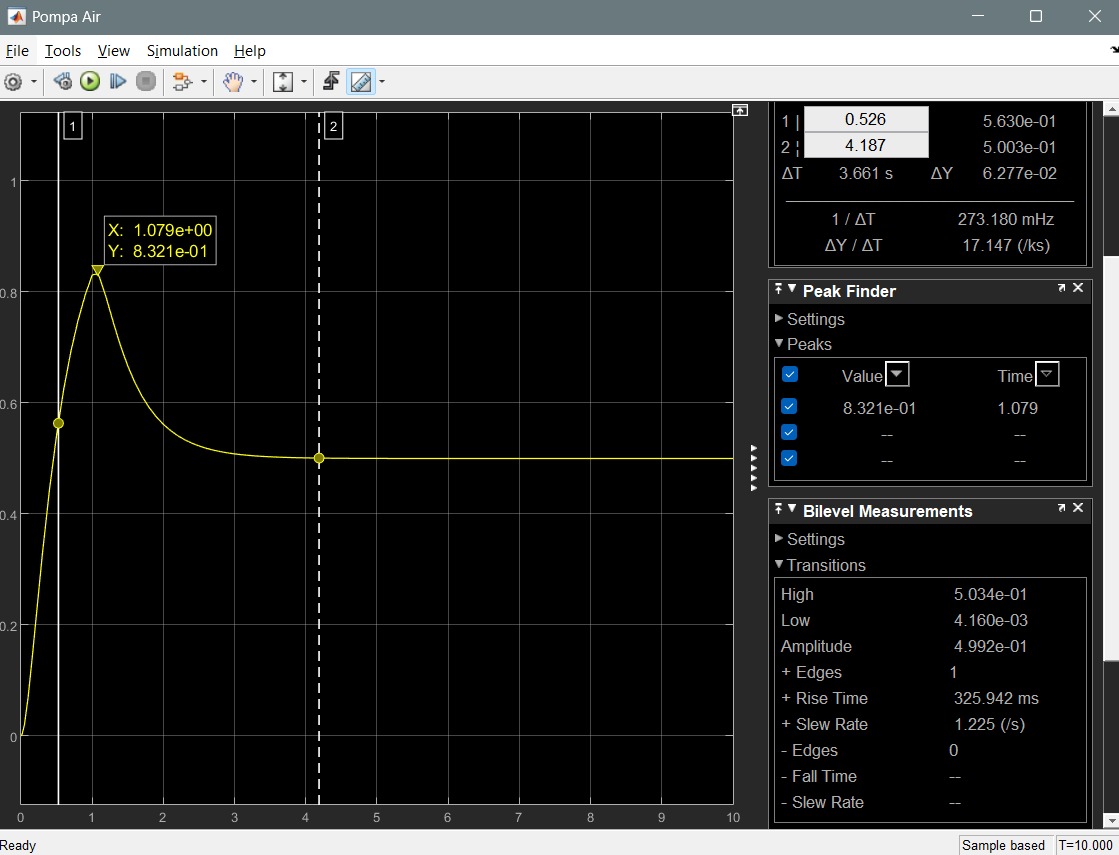 Pompa Air
File Tools View Simulation Help
1
2
1 | 0.526 5.630e-01
2 ¦ 4.187 5.003e-01
ΔT 3.661 s ΔY 6.277e-02
1 / ΔT 273.180 mHz
ΔY / ΔT 17.147 (/ks)
X: 1.079e+00
Y: 8.321e-01
1
0.8
0.6
0.4
0.2
0
0 1 2 3 4 5 6 7 8 9 10
Peak Finder
Settings
Peaks
Value Time
8.321e-01 1.079
-- --
-- --
Bilevel Measurements
Settings
Transitions
High 5.034e-01
Low 4.160e-03
Amplitude 4.992e-01
+ Edges 1
+ Rise Time 325.942 ms
+ Slew Rate 1.225 (/s)
- Edges 0
- Fall Time --
- Slew Rate --
Ready Sample based T=10.000